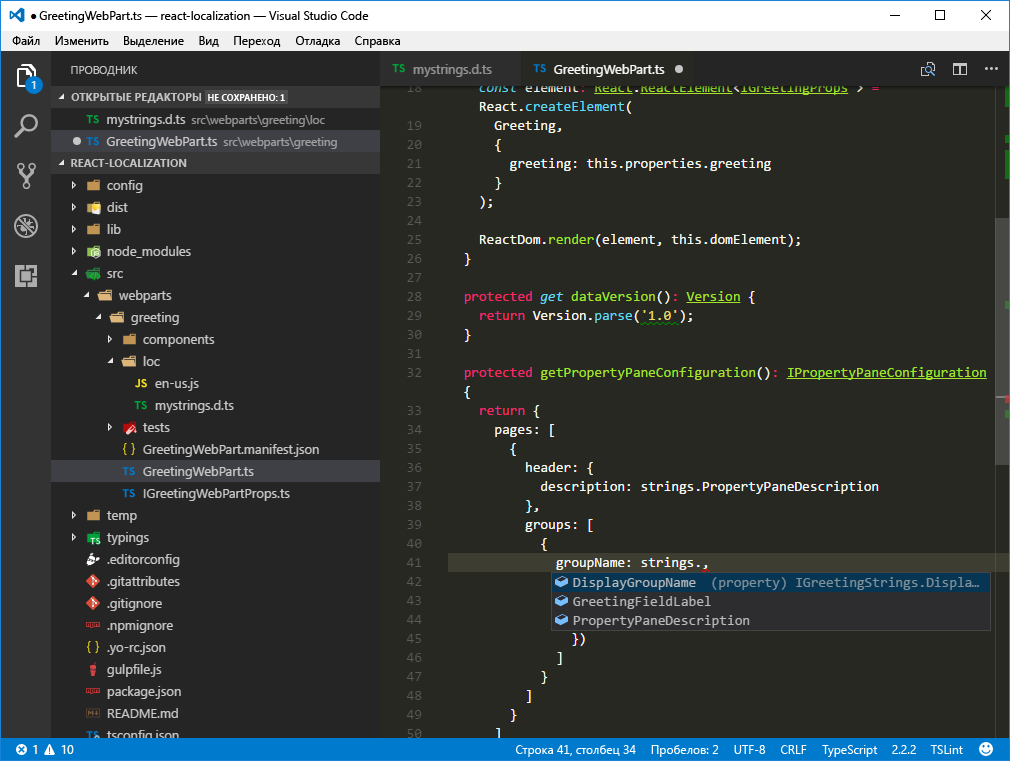 ● GreetingWebPart.ts — react-localization — Visual Studio Code
Файл Изменить Выделение Вид Переход Отладка Справка
1
ПРОВОДНИК
ОТКРЫТЫЕ РЕДАКТОРЫ НЕ СОХРАНЕНО: 1
TS mystrings.d.ts src\webparts\greeting\loc
● TS GreetingWebPart.ts src\webparts\greeting
REACT-LOCALIZATION
config
dist
lib
node_modules
src
webparts
greeting
components
loc
JS en-us.js
TS mystrings.d.ts
tests
{ } GreetingWebPart.manifest.json
TS GreetingWebPart.ts
TS IGreetingWebPartProps.ts
temp
TS typings
.editorconfig
.gitattributes
.gitignore
.npmignore
{ } .yo-rc.json
gulpfile.js
package.json
README.md
TS tsconfig.json
TS mystrings.d.ts TS GreetingWebPart.ts ●
18 const element: React.ReactElement<IGreetingProps > =
React.createElement(
19 Greeting,
20 {
21 greeting: this.properties.greeting
22 }
23 );
24
25 ReactDom.render(element, this.domElement);
26 }
27
28 protected get dataVersion(): Version {
29 return Version.parse('1.0');
30 }
31
32 protected getPropertyPaneConfiguration(): IPropertyPaneConfiguration
{
33 return {
34 pages: [
35 {
36 header: {
37 description: strings.PropertyPaneDescription
38 },
39 groups: [
40 {
41 groupName: strings.,
42 DisplayGroupName (property) IGreetingStrings.Displa…
43 GreetingFieldLabel
44 PropertyPaneDescription
45 })
46 ]
47 }
48 ]
49 }
50 ]
1 10 Строка 41, столбец 34 Пробелов: 2 UTF-8 CRLF TypeScript 2.2.2 TSLint